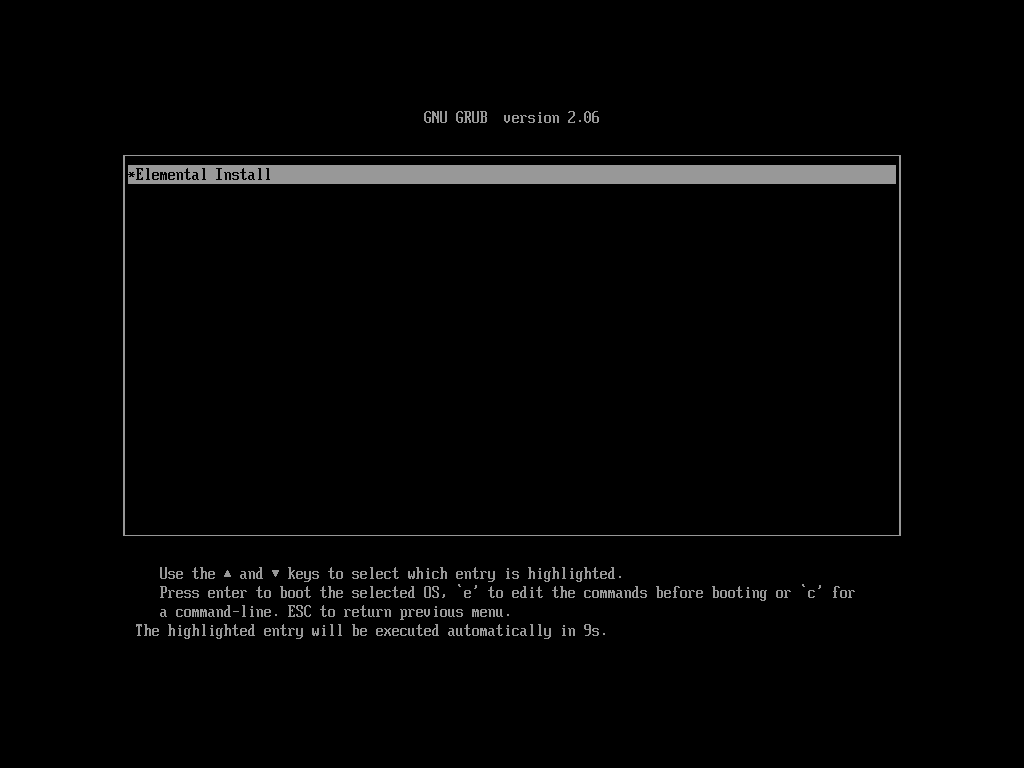 GNU GRUB  version 2.06
*Elemental Install
Use the ▲ and ▼ keys to select which entry is highlighted.
Press enter to boot the selected OS, `e' to edit the commands before booting or `c' for
a command-line. ESC to return previous menu.
The highlighted entry will be executed automatically in 9s.